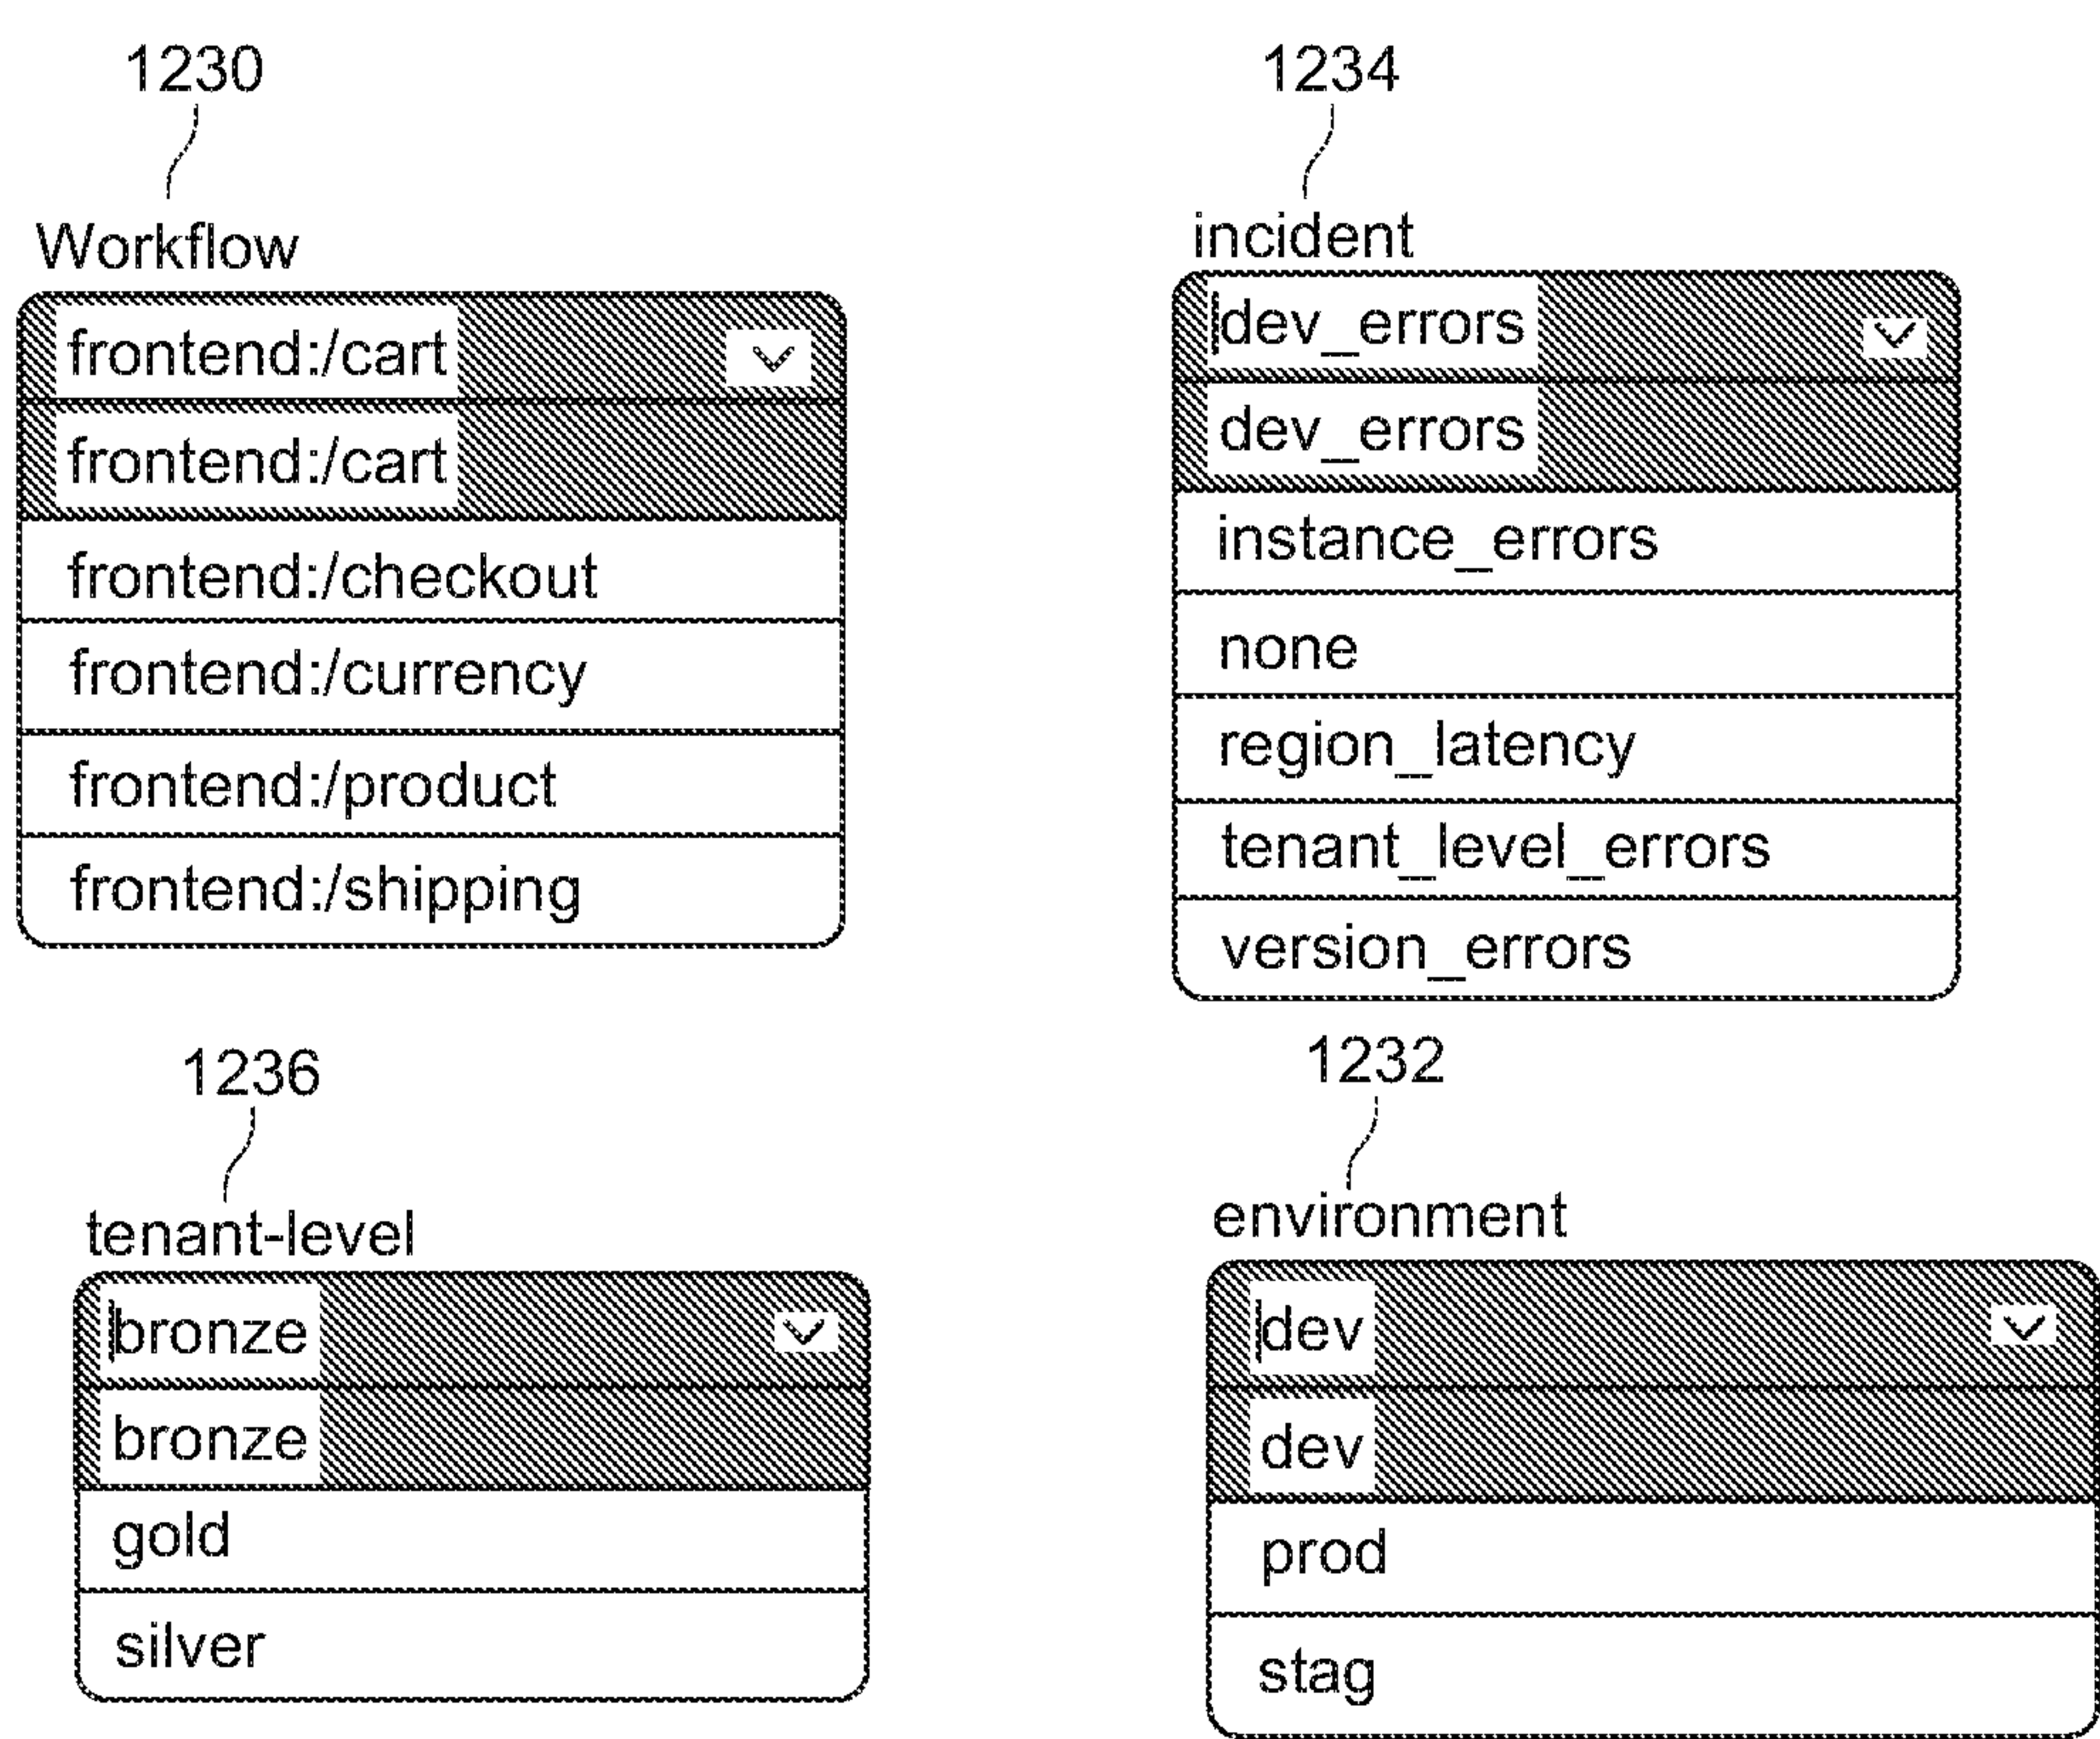 1230
Workflow
frontend:/cart
frontend:/cart
frontend:/checkout
frontend:/currency
frontend:/product
frontend:/shipping
1234
incident
dev_errors
dev_errors
instance_errors
none
region_latency
tenant_level_errors
version_errors
1236
tenant-level
bronze
bronze
gold
silver
1232
environment
dev
dev
prod
stag